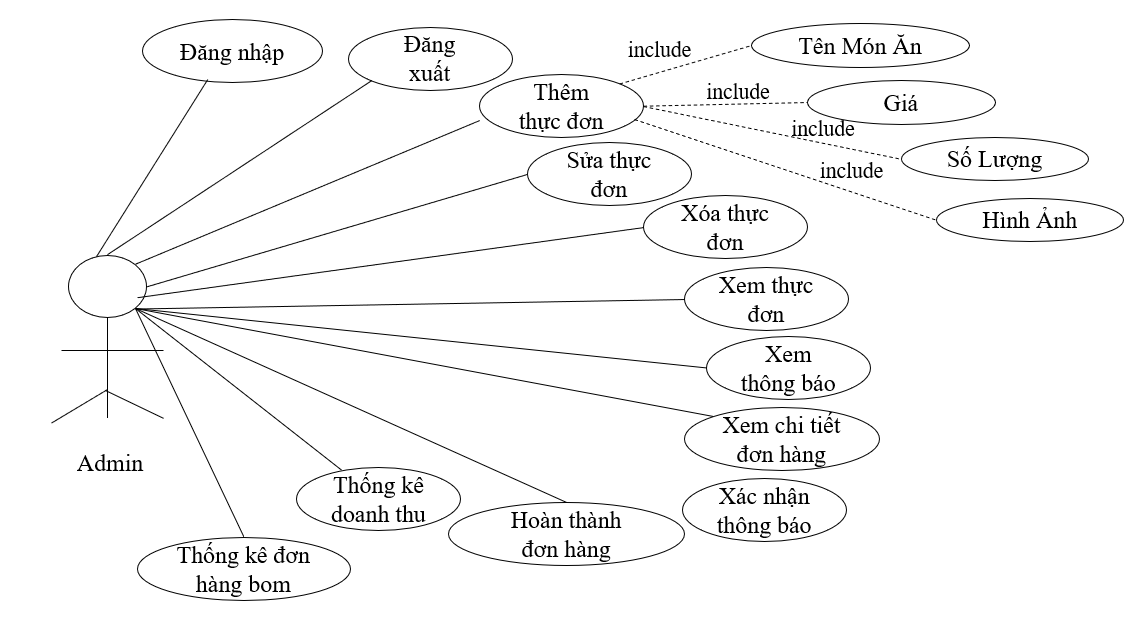 Đăng nhập
Đăng
xuất
Thêm
thực đơn
include
Tên Món Ăn
include
Giá
include
Số Lượng
include
Hình Ảnh
Sửa thực
đơn
Xóa thực
đơn
Xem thực
đơn
Xem
thông báo
Xem chi tiết
đơn hàng
Xác nhận
thông báo
Admin
Thống kê
doanh thu
Hoàn thành
đơn hàng
Thống kê đơn
hàng bom